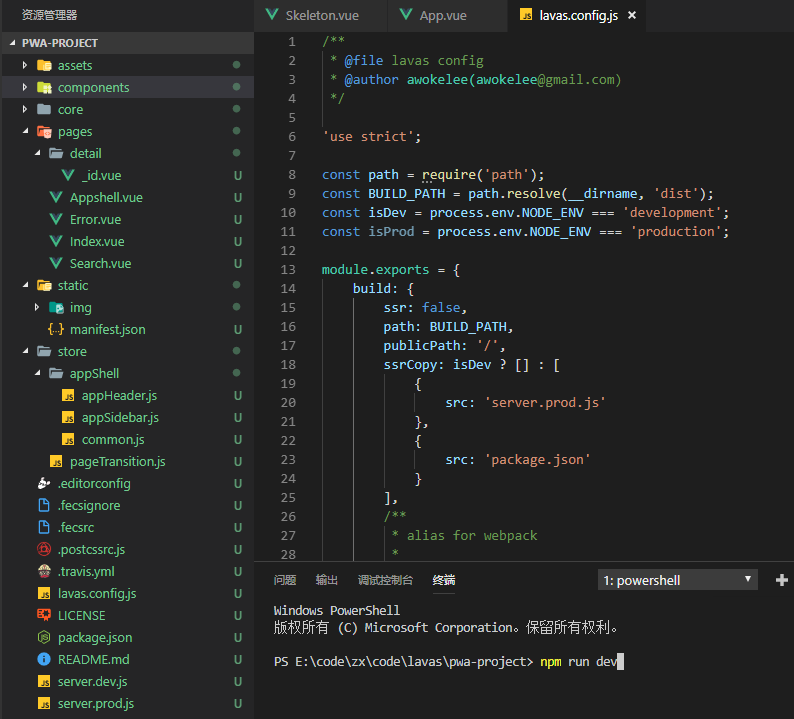 资源管理器
PWA-PROJECT
assets
components
core
pages
detail
_id.vue U
Appshell.vue U
Error.vue U
Index.vue U
Search.vue U
static
img
{..} manifest.json U
store
appShell
JS appHeader.js U
JS appSidebar.js U
JS common.js U
JS pageTransition.js U
.editorconfig U
.fecsignore U
.fecsrc U
.postcssrc.js U
.travis.yml U
JS lavas.config.js U
LICENSE U
package.json U
README.md U
JS server.dev.js U
JS server.prod.js U
Skeleton.vue App.vue JS lavas.config.js ×
1 /**
2 * @file lavas config
3 * @author awokelee(awokelee@gmail.com)
4 */
5
6 'use strict';
7
8 const path = require('path');
9 const BUILD_PATH = path.resolve(__dirname, 'dist');
10 const isDev = process.env.NODE_ENV === 'development';
11 const isProd = process.env.NODE_ENV === 'production';
12
13 module.exports = {
14 build: {
15 ssr: false,
16 path: BUILD_PATH,
17 publicPath: '/',
18 ssrCopy: isDev ? [] : [
19 {
20 src: 'server.prod.js'
21 },
22 {
23 src: 'package.json'
24 }
25 ],
26 /**
27 * alias for webpack
28 *
问题 输出 调试控制台 终端 1: powershell
Windows PowerShell
版权所有 (C) Microsoft Corporation。保留所有权利。
PS E:\code\zx\code\lavas\pwa-project> npm run dev